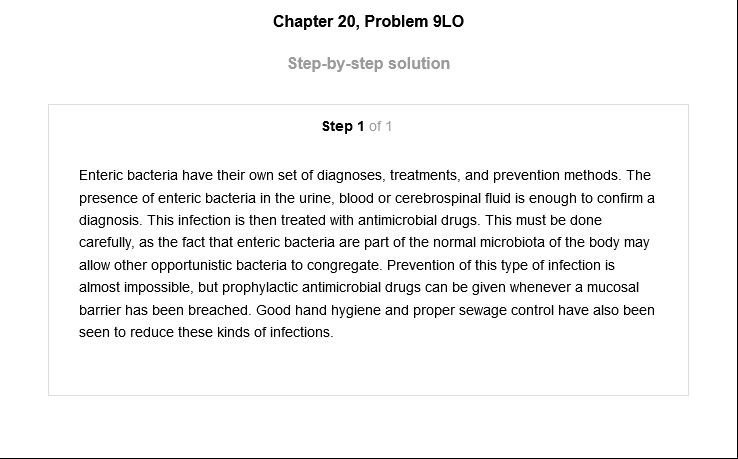 Chapter 20, Problem 9LO
Step-by-step solution
Step 1 of 1
Enteric bacteria have their own set of diagnoses, treatments, and prevention methods. The
presence of enteric bacteria in the urine, blood or cerebrospinal fluid is enough to confirm a
diagnosis. This infection is then treated with antimicrobial drugs. This must be done
carefully, as the fact that enteric bacteria are part of the normal microbiota of the body may
allow other opportunistic bacteria to congregate. Prevention of this type of infection is
almost impossible, but prophylactic antimicrobial drugs can be given whenever a mucosal
barrier has been breached. Good hand hygiene and proper sewage control have also been
seen to reduce these kinds of infections.